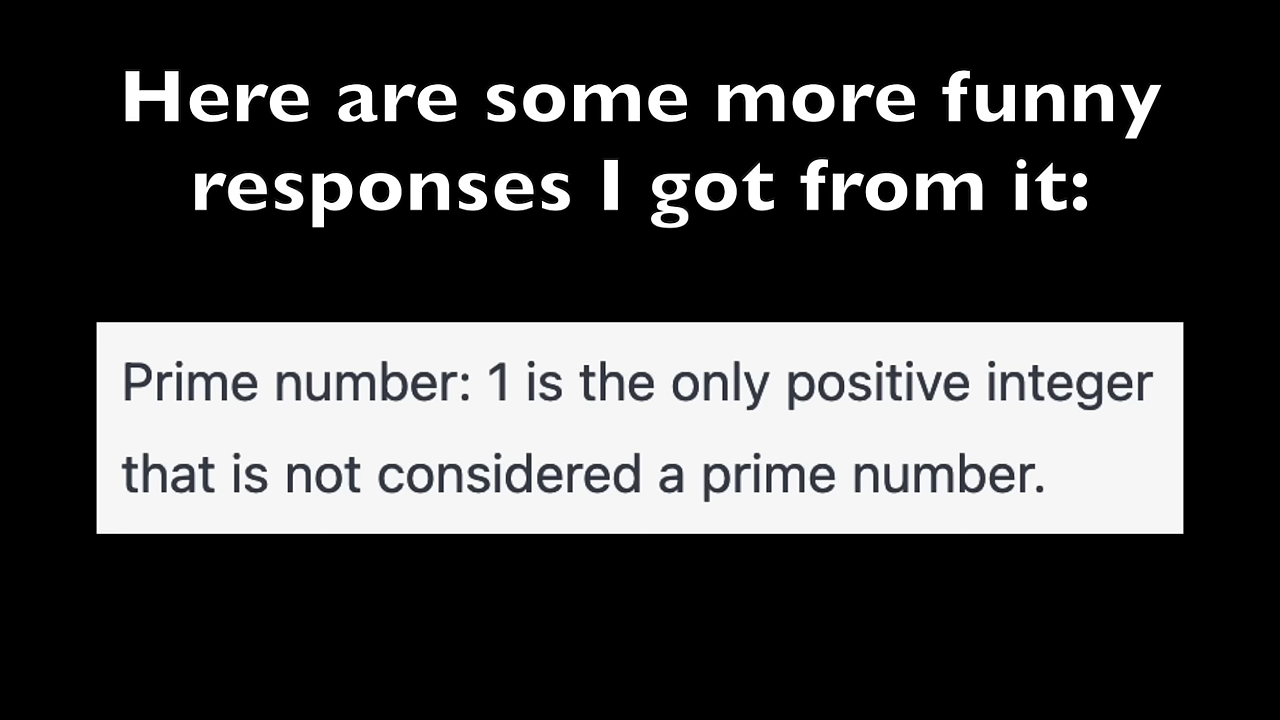 Here are some more funny
responses I got from it:
Prime number: 1 is the only positive integer
that is not considered a prime number.